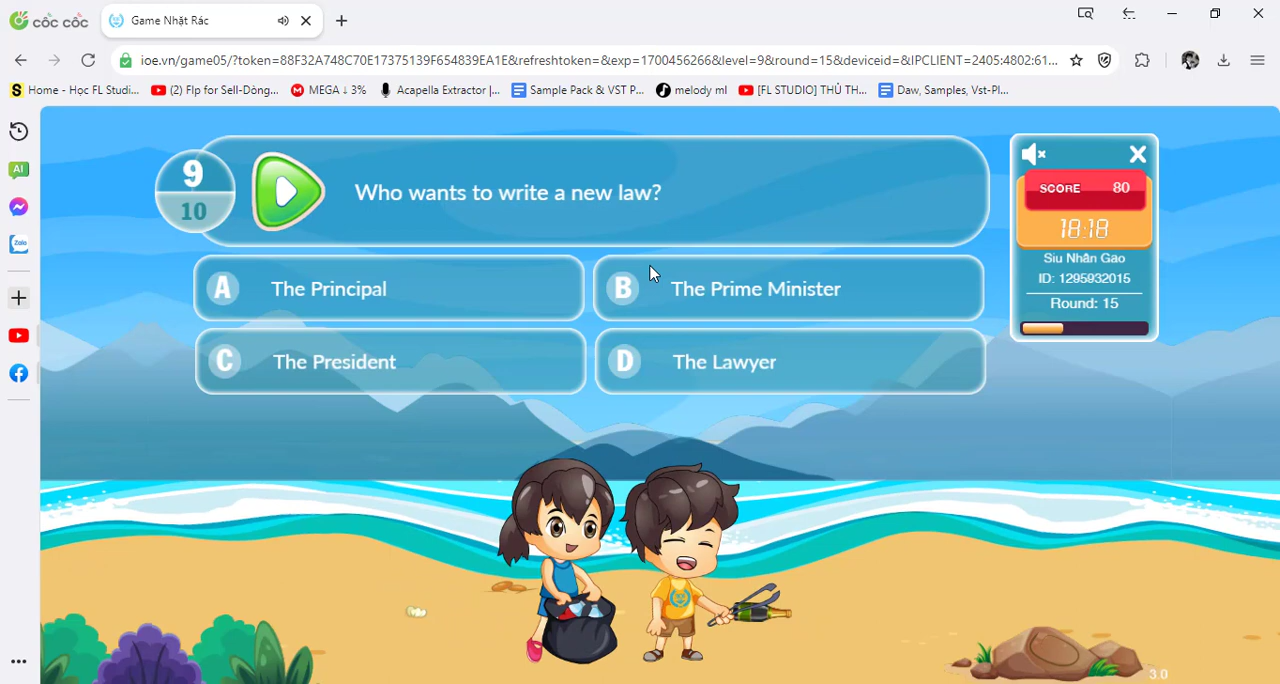 cốc cốc
Game Nhặt Rác
ioe.vn/game05/?token=88F32A748C70E17375139F654839EA1E&refreshtoken=&exp=1700456266&level=9&round=15&deviceid=&IPCLIENT=2405:4802:61...
S Home - Học FL Studi...
(2) Flp for Sell-Dòng...
M MEGA ↓ 3%
Acapella Extractor |...
Sample Pack & VST P...
melody ml
[FL STUDIO] THỦ TH...
Daw, Samples, Vst-Pl...
AI
Zalo
9
10
Who wants to write a new law?
A The Principal
B The Prime Minister
C The President
D The Lawyer
SCORE 80
18:18
Siu Nhân Gao
ID: 1295932015
Round: 15
3.0